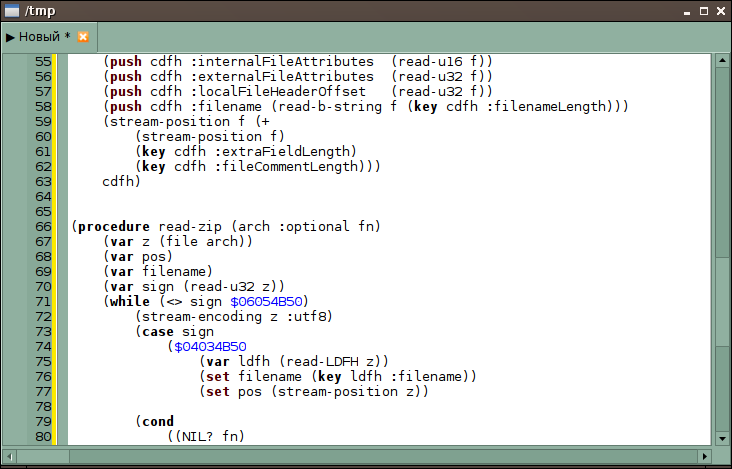 /tmp
▶ Новый *
55 (push cdfh :internalFileAttributes (read-u16 f))
56 (push cdfh :externalFileAttributes (read-u32 f))
57 (push cdfh :localFileHeaderOffset (read-u32 f))
58 (push cdfh :filename (read-b-string f (key cdfh :filenameLength)))
59 (stream-position f (+
60 (stream-position f)
61 (key cdfh :extraFieldLength)
62 (key cdfh :fileCommentLength)))
63 cdfh)
64
65
66 (procedure read-zip (arch :optional fn)
67 (var z (file arch))
68 (var pos)
69 (var filename)
70 (var sign (read-u32 z))
71 (while (<> sign $06054B50)
72 (stream-encoding z :utf8)
73 (case sign
74 ($04034B50
75 (var ldfh (read-LDFH z))
76 (set filename (key ldfh :filename))
77 (set pos (stream-position z))
78
79 (cond
80 ((NIL? fn)